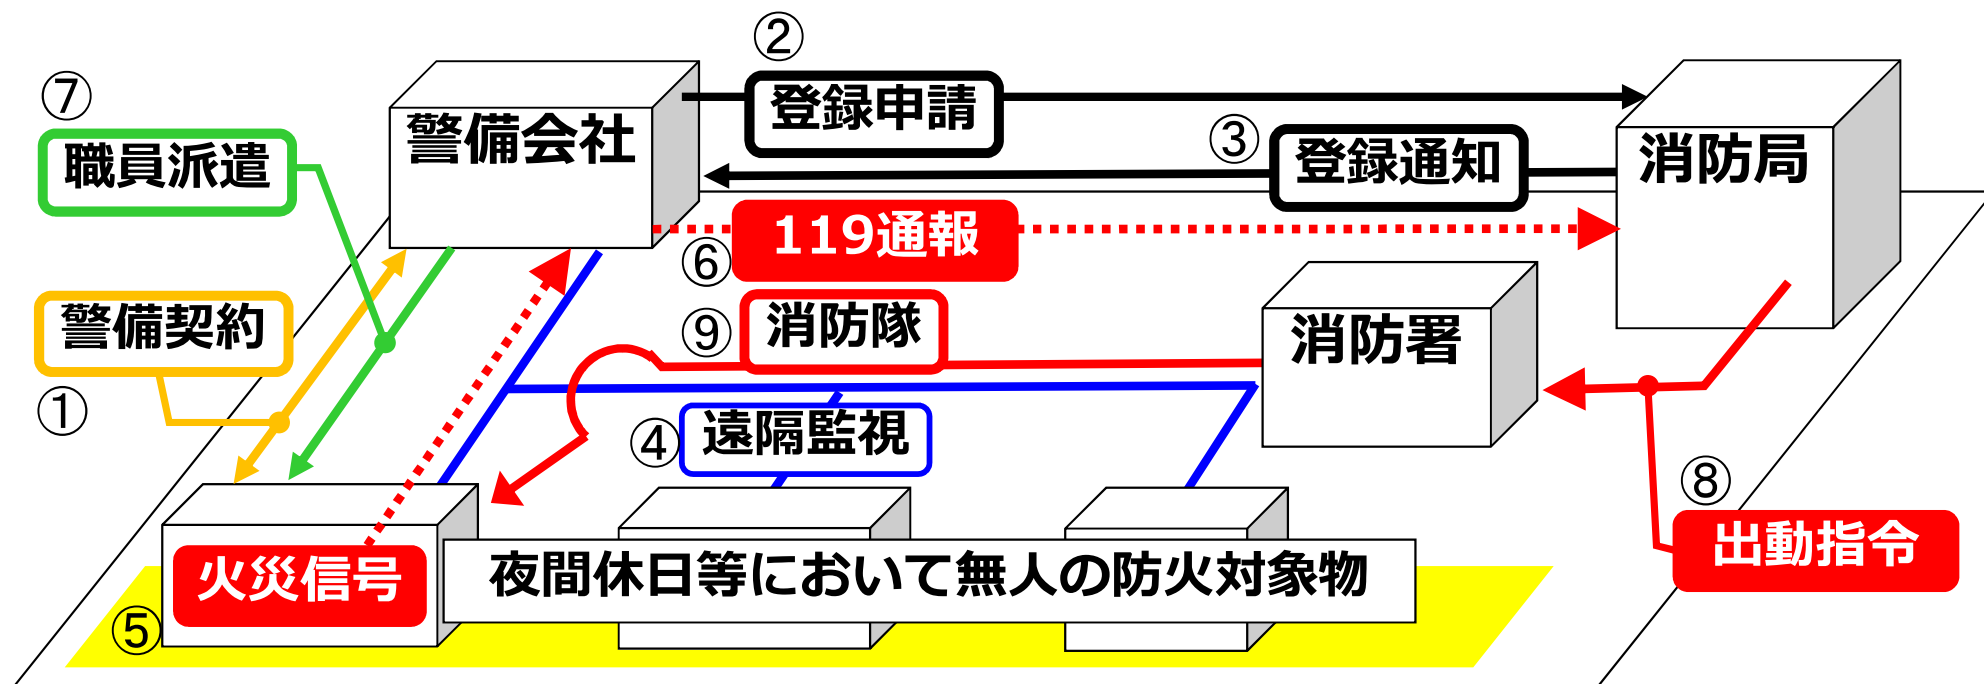 ②
⑦
登録申請
警備会社
③
登録通知
消防局
職員派遣
119通報
⑥
警備契約
⑨
消防隊
消防署
①
④
遠隔監視
⑧
出動指令
火災信号
夜間休日等において無人の防火対象物
⑤